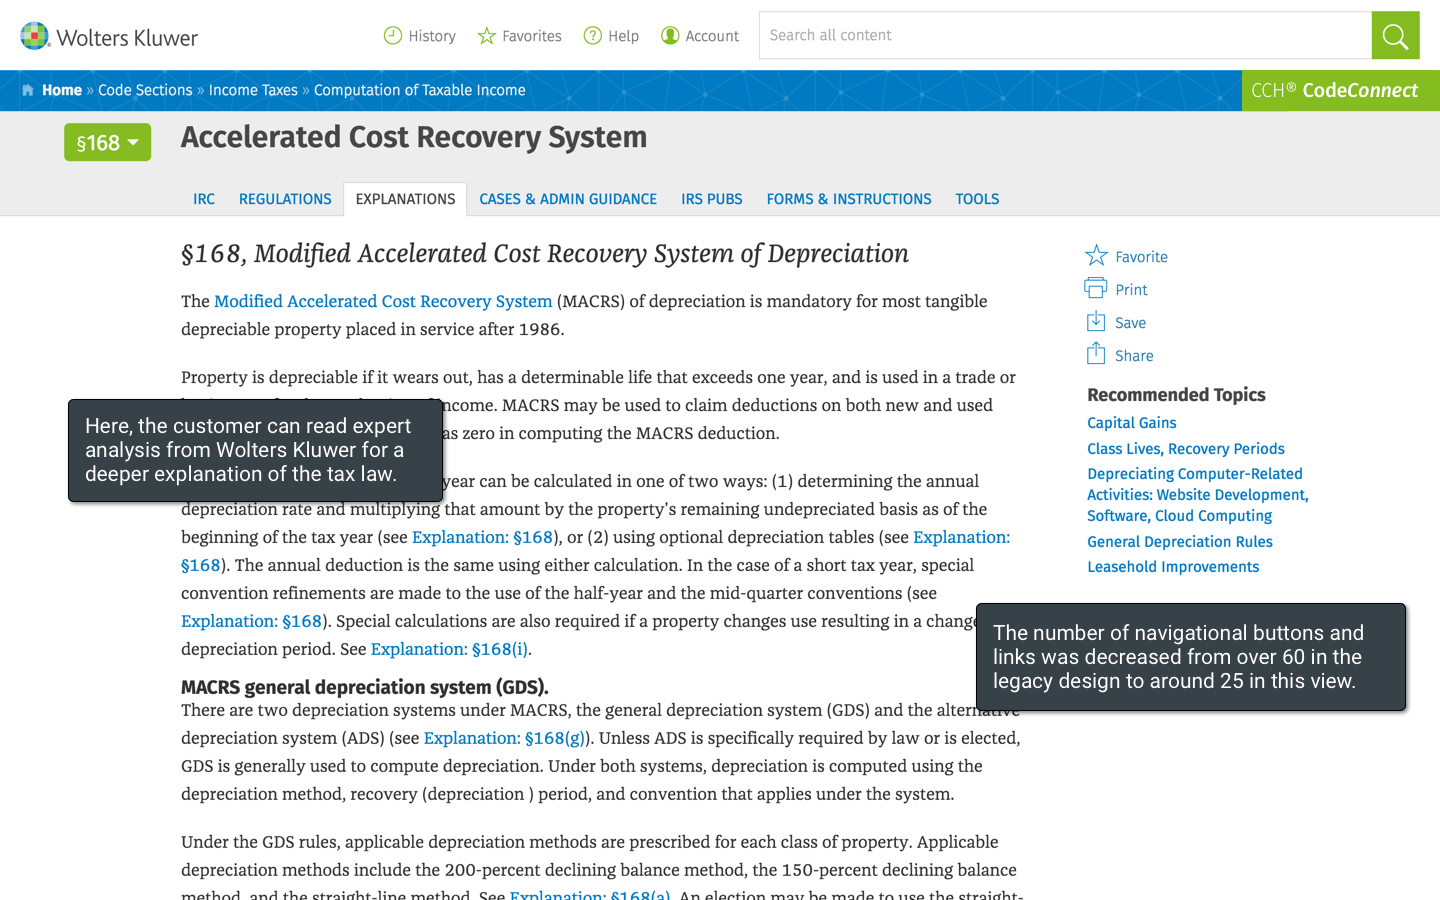 Wolters Kluwer
History
Favorites
Help
Account
Search all content
Home » Code Sections » Income Taxes » Computation of Taxable Income
CCH® CodeConnect
§168
Accelerated Cost Recovery System
IRC
REGULATIONS
EXPLANATIONS
CASES & ADMIN GUIDANCE
IRS PUBS
FORMS & INSTRUCTIONS
TOOLS
§168, Modified Accelerated Cost Recovery System of Depreciation
The Modified Accelerated Cost Recovery System (MACRS) of depreciation is mandatory for most tangible
depreciable property placed in service after 1986.
Property is depreciable if it wears out, has a determinable life that exceeds one year, and is used in a trade or
income. MACRS may be used to claim deductions on both new and used
as zero in computing the MACRS deduction.
year can be calculated in one of two ways: (1) determining the annual
depreciation rate and multiplying that amount by the property's remaining undepreciated basis as of the
beginning of the tax year (see Explanation: §168), or (2) using optional depreciation tables (see Explanation:
§168). The annual deduction is the same using either calculation. In the case of a short tax year, special
convention refinements are made to the use of the half-year and the mid-quarter conventions (see
Explanation: §168). Special calculations are also required if a property changes use resulting in a change
depreciation period. See Explanation: §168(i).
MACRS general depreciation system (GDS).
There are two depreciation systems under MACRS, the general depreciation system (GDS) and the alternative
depreciation system (ADS) (see Explanation: §168(g)). Unless ADS is specifically required by law or is elected,
GDS is generally used to compute depreciation. Under both systems, depreciation is computed using the
depreciation method, recovery (depreciation ) period, and convention that applies under the system.
Under the GDS rules, applicable depreciation methods are prescribed for each class of property. Applicable
depreciation methods include the 200-percent declining balance method, the 150-percent declining balance
method, and the straight-line method. See Explanation: §168(a). An election may be made to use the straight-
Here, the customer can read expert
analysis from Wolters Kluwer for a
deeper explanation of the tax law.
Favorite
Print
Save
Share
Recommended Topics
Capital Gains
Class Lives, Recovery Periods
Depreciating Computer-Related
Activities: Website Development,
Software, Cloud Computing
General Depreciation Rules
Leasehold Improvements
The number of navigational buttons and
links was decreased from over 60 in the
legacy design to around 25 in this view.